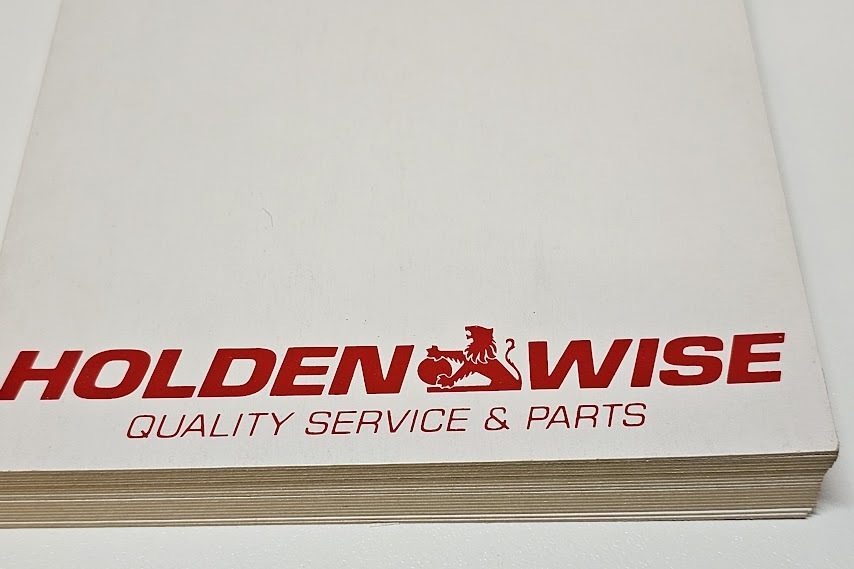 HOLDEN WISE
QUALITY SERVICE & PARTS